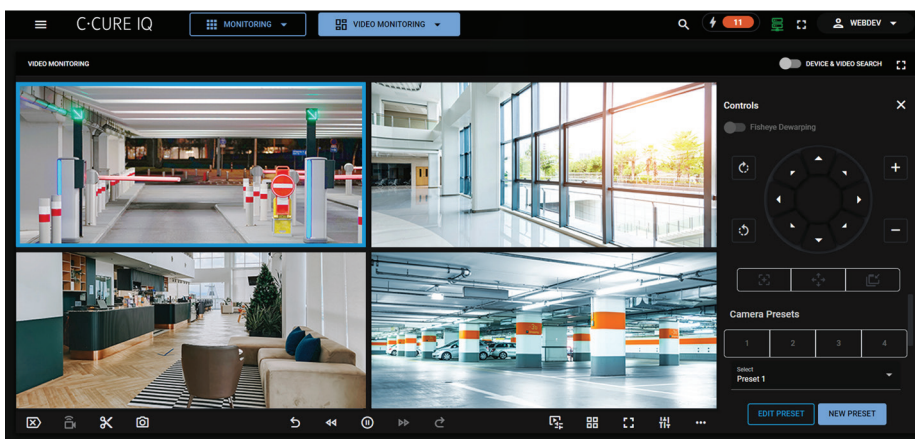 C•CURE IQ
MONITORING
VIDEO MONITORING
11
WEBDEV
VIDEO MONITORING
DEVICE & VIDEO SEARCH
Controls
Fisheye Dewarping
Camera Presets
1 2 3 4
Select
Preset 1
EDIT PRESET NEW PRESET